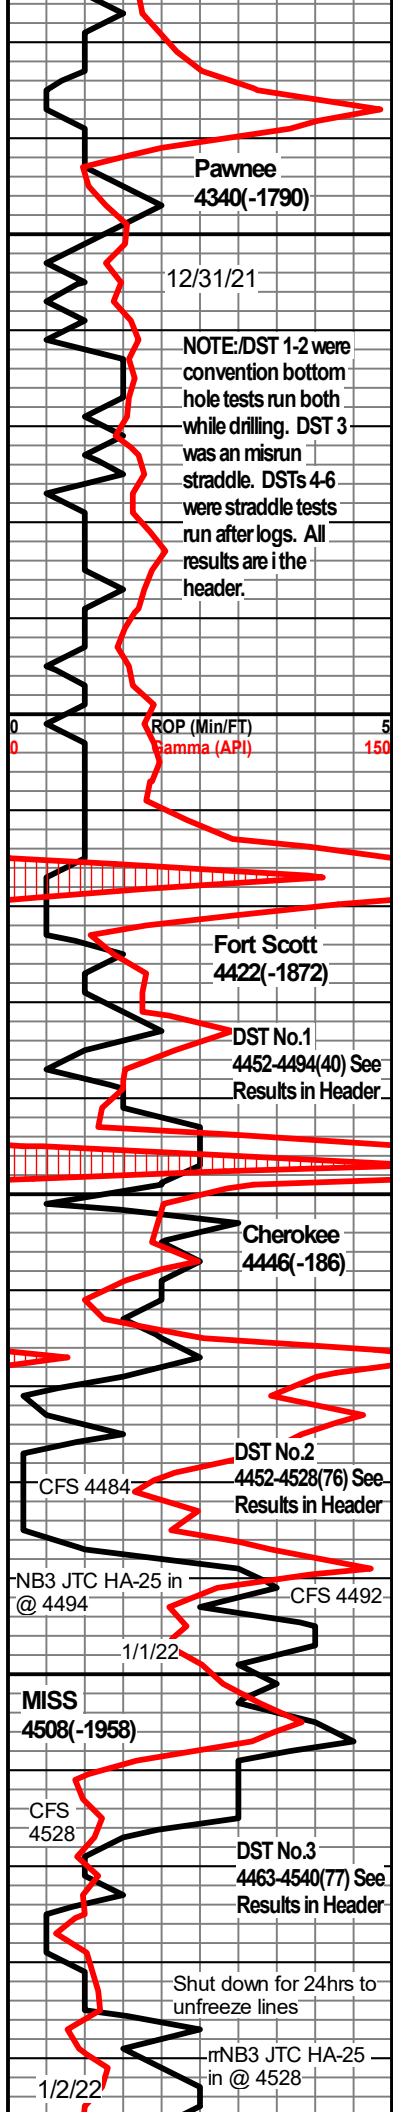 Pawnee
4340(-1790)
12/31/21
NOTE:/DST 1-2 were
convention bottom
hole tests run both
while drilling. DST 3
was an misrun
straddle. DSTs 4-6
were straddle tests
run after logs. All
results are i the
header.
0 ROP (Min/FT) 5
0 Gamma (API) 150
Fort Scott
4422(-1872)
DST No.1
4452-4494(40) See
Results in Header
Cherokee
4446(-186)
DST No.2
4452-4528(76) See
Results in Header
CFS 4484
NB3 JTC HA-25 in
@ 4494
CFS 4492
1/1/22
MISS
4508(-1958)
CFS
4528
DST No.3
4463-4540(77) See
Results in Header
Shut down for 24hrs to
unfreeze lines
rrNB3 JTC HA-25
in @ 4528
1/2/22